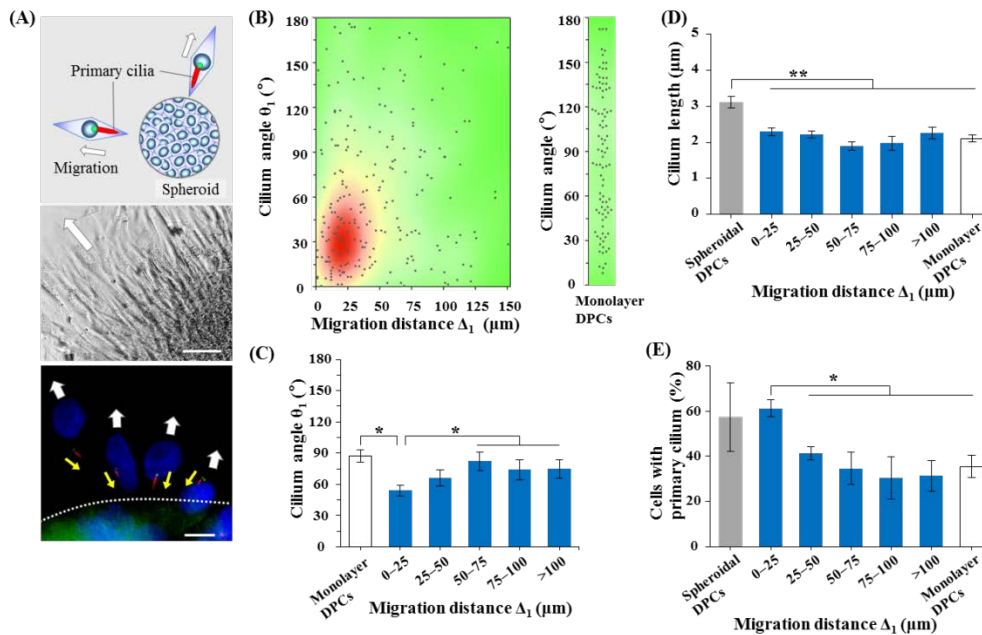 (A)
Primary cilia
Migration
Spheroid
(B)
Cilium angle θ1 (°)
180
150
120
90
60
30
0
0 25 50 75 100 125 150
Migration distance Δ1 (μm)
Cilium angle (°)
180
150
120
90
60
30
0
Monolayer
DPCs
(C)
Cilium angle θ1 (°)
180
150
120
90
60
30
0
* *
Monolayer
DPCs
0–25
25–50
50–75
75–100
>100
Migration distance Δ1 (μm)
(D)
Cilium length (μm)
5
4
3
2
1
0
**
Spheroidal
DPCs
0–25
25–50
50–75
75–100
>100
Monolayer
DPCs
Migration distance Δ1 (μm)
(E)
Cells with
primary cilium (%)
80
60
40
20
0
*
Spheroidal
DPCs
0–25
25–50
50–75
75–100
>100
Monolayer
DPCs
Migration distance Δ1 (μm)